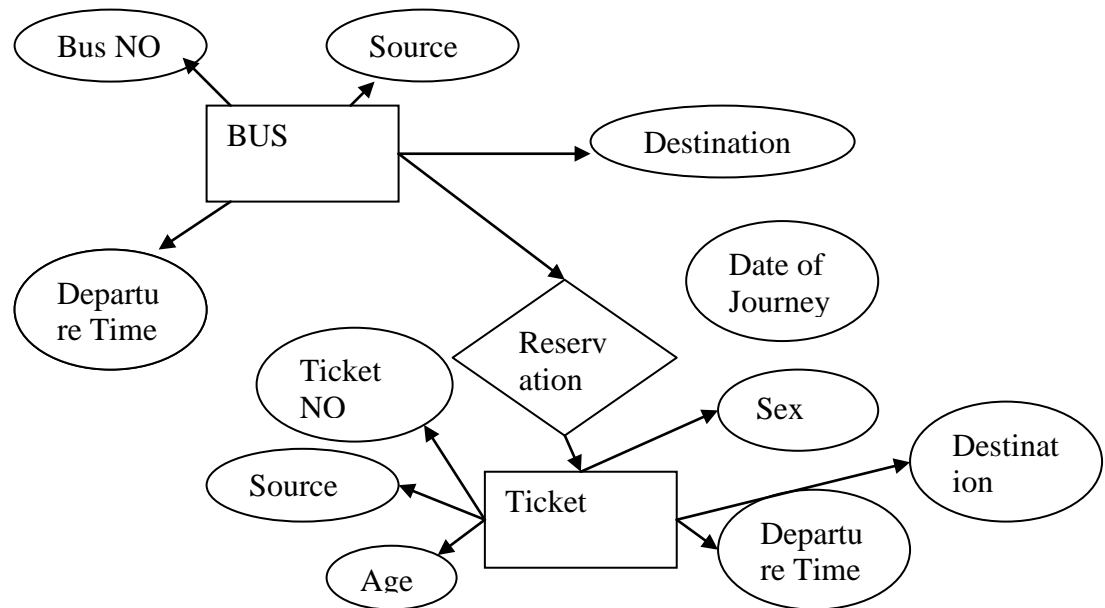 Bus NO
Source
BUS
Destination
Departu
re Time
Date of
Journey
Reserv
ation
Ticket
NO
Sex
Destinat
ion
Source
Ticket
Departu
re Time
Age